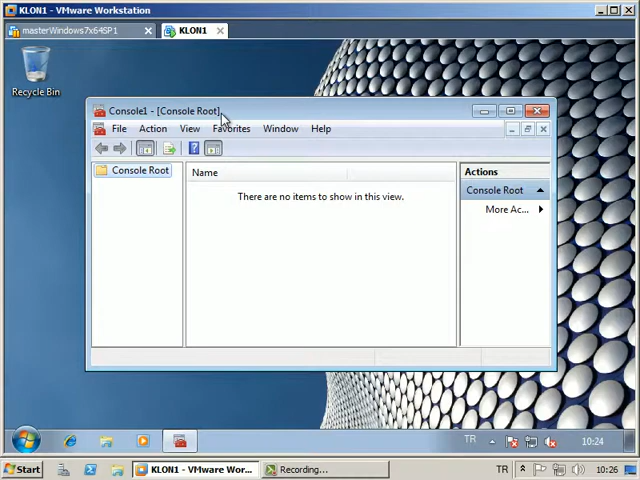 KLON1 - VMware Workstation
masterWindows7x64SP1
KLON1
Recycle Bin
Console1 - [Console Root]
File
Action
View
Favorites
Window
Help
Console Root
Name
Actions
There are no items to show in this view.
Console Root
More Ac...
TR
10:24
Start
KLON1 - VMware Wor...
Recording...
TR
10:26